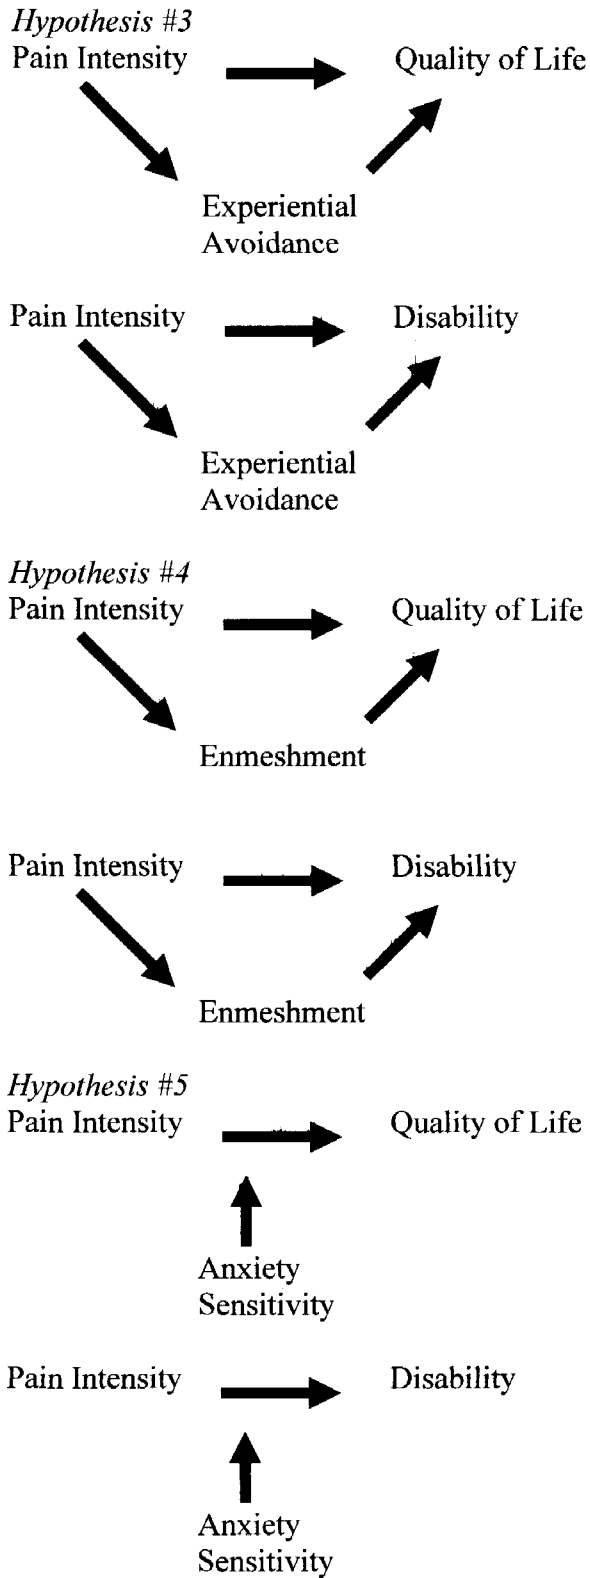 Hypothesis #3
Pain Intensity
Quality of Life
Experiential
Avoidance
Pain Intensity
Disability
Experiential
Avoidance
Hypothesis #4
Pain Intensity
Quality of Life
Enmeshment
Pain Intensity
Disability
Enmeshment
Hypothesis #5
Pain Intensity
Quality of Life
Anxiety
Sensitivity
Pain Intensity
Disability
Anxiety
Sensitivity